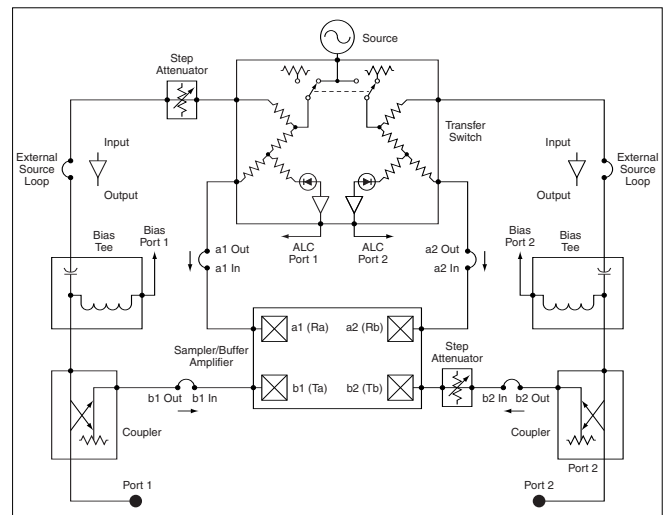 Source
Step
Attenuator
Transfer
Switch
Input
Output
External
Source
Loop
Input
Output
External
Source
Loop
Bias
Tee
Bias
Port 1
a1 Out
a1 In
ALC
Port 1
ALC
Port 2
a2 Out
a2 In
Bias
Port 2
Bias
Tee
a1 (Ra)
a2 (Rb)
Sampler/Buffer
Amplifier
Step
Attenuator
b1 (Ta)
b2 (Tb)
b1 Out
b1 In
b2 In
b2 Out
Coupler
Coupler
Port 2
Port 1
Port 2